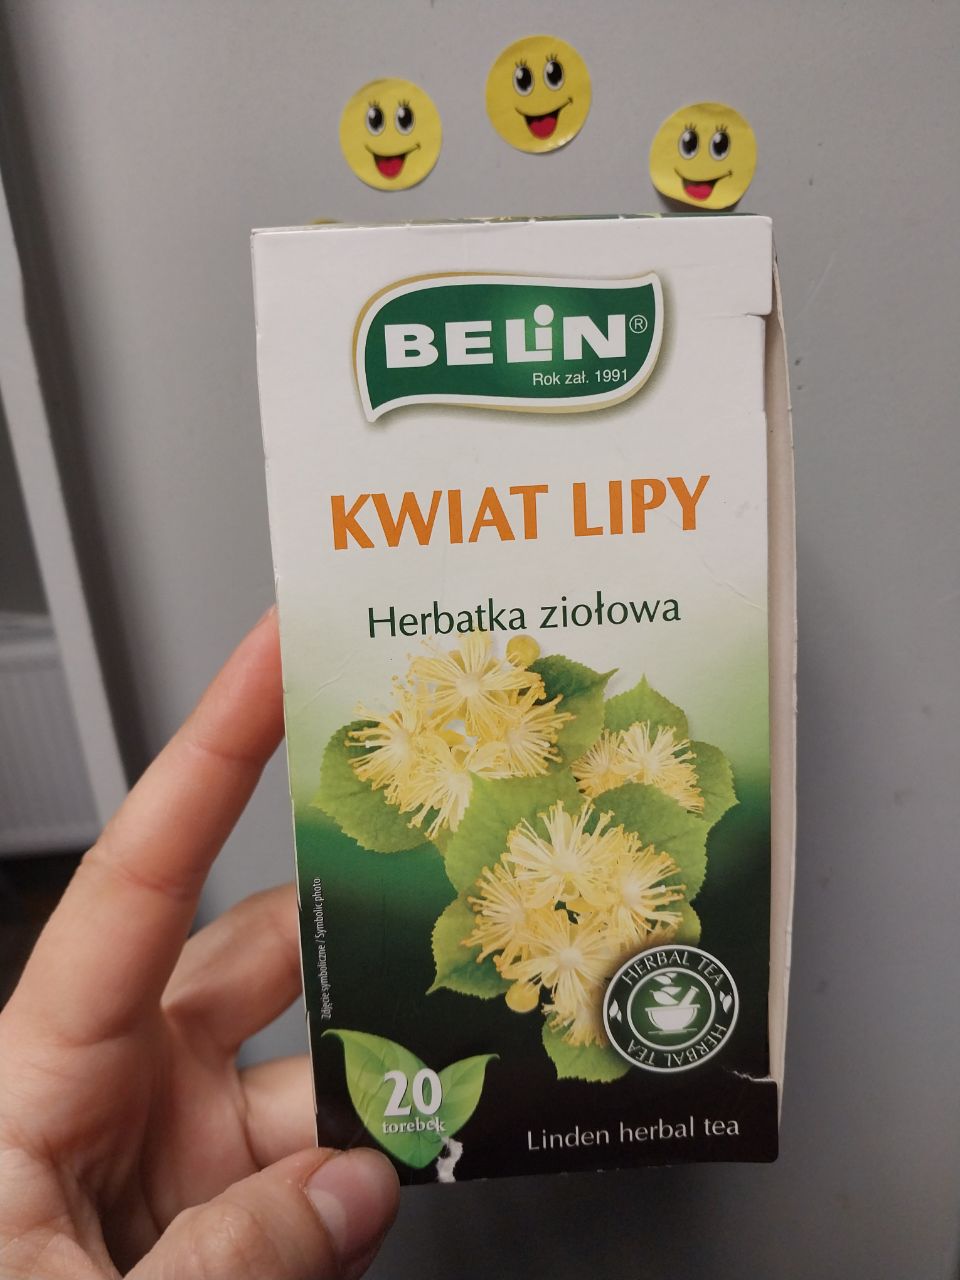 BELiN®
Rok zał. 1991
KWIAT LIPY
Herbatka ziołowa
Zdjęcie symboliczne / Symbolic photo
HERBAL TEA
HERBAL TEA
20
torebek
Linden herbal tea